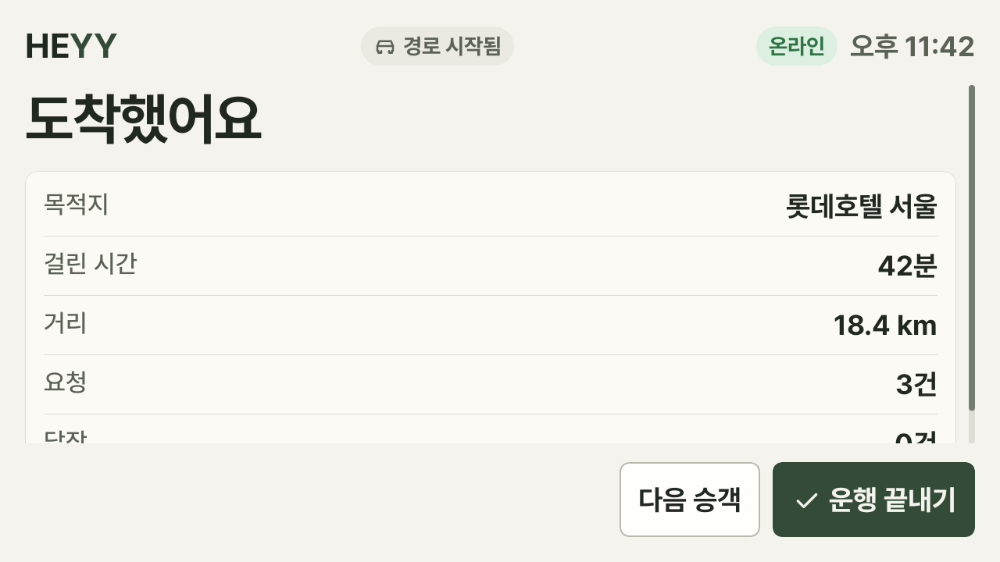 HEYY
경로 시작됨
온라인
오후 11:42
도착했어요
목적지
롯데호텔 서울
걸린 시간
42분
거리
18.4 km
요청
3건
다음 승객
운행 끝내기